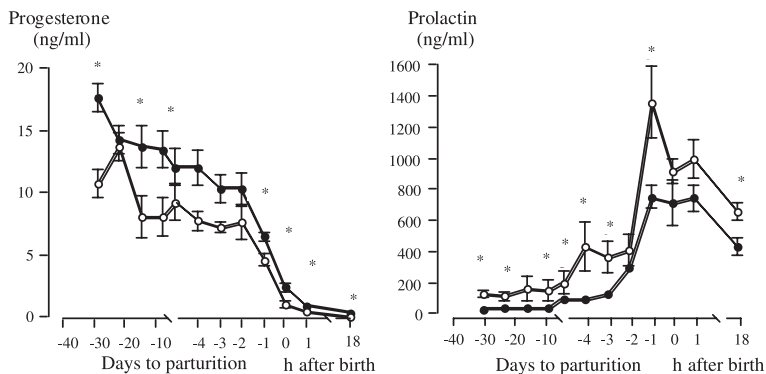 Progesterone
(ng/ml)
20
15
10
5
0
* * * * * * *
-40 -30 -20 -10 -4 -3 -2 -1 0 1 18
Days to parturition h after birth
Prolactin
(ng/ml)
1600
1400
1200
1000
800
600
400
200
0
* * * * * * *
-40 -30 -20 -10 -4 -3 -2 -1 0 1 18
Days to parturition h after birth